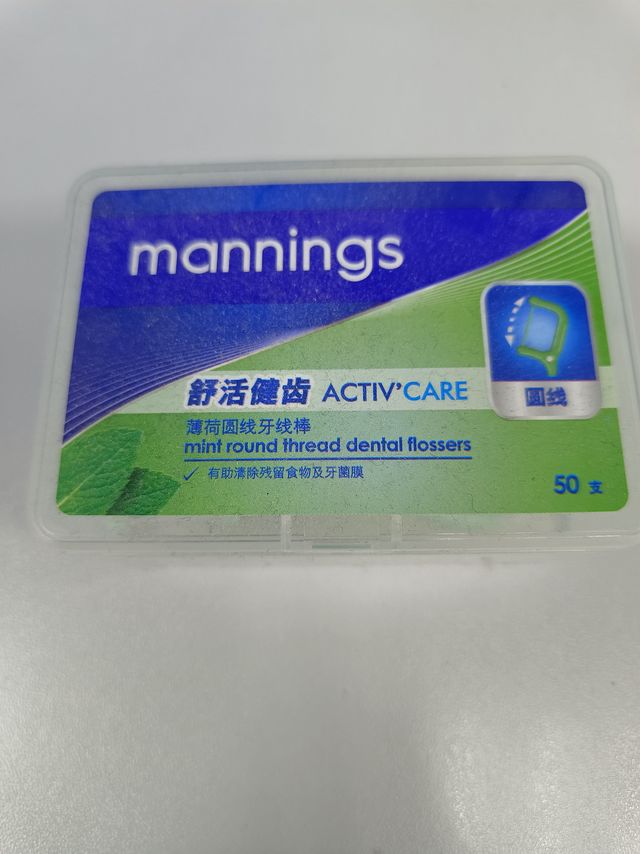 mannings
舒活健齿 ACTIV'CARE
圆线
薄荷圆线牙线棒
mint round thread dental flossers
✓ 有助清除残留食物及牙菌膜
50 支